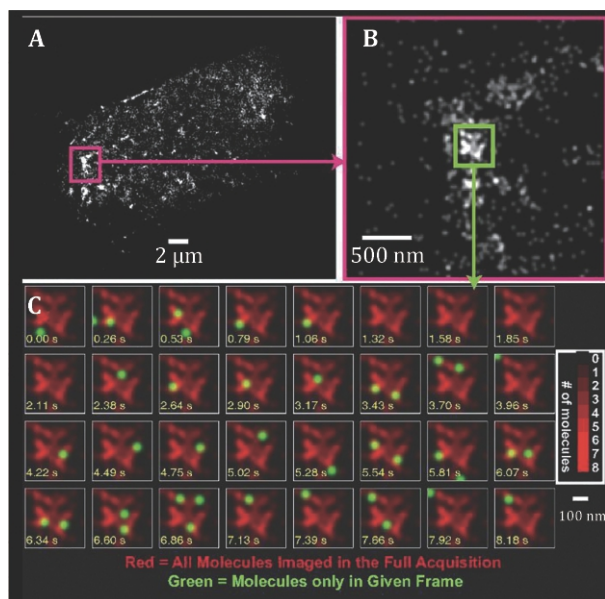 A
B
2 μm
500 nm
C
0.00 s 0.26 s 0.53 s 0.79 s 1.06 s 1.32 s 1.58 s 1.85 s
2.11 s 2.38 s 2.64 s 2.90 s 3.17 s 3.43 s 3.70 s 3.96 s
4.22 s 4.49 s 4.75 s 5.02 s 5.28 s 5.54 s 5.81 s 6.07 s
6.34 s 6.60 s 6.86 s 7.13 s 7.39 s 7.66 s 7.92 s 8.18 s
# of molecules
0
1
2
3
4
5
6
7
8
100 nm
Red = All Molecules Imaged in the Full Acquisition
Green = Molecules only in Given Frame